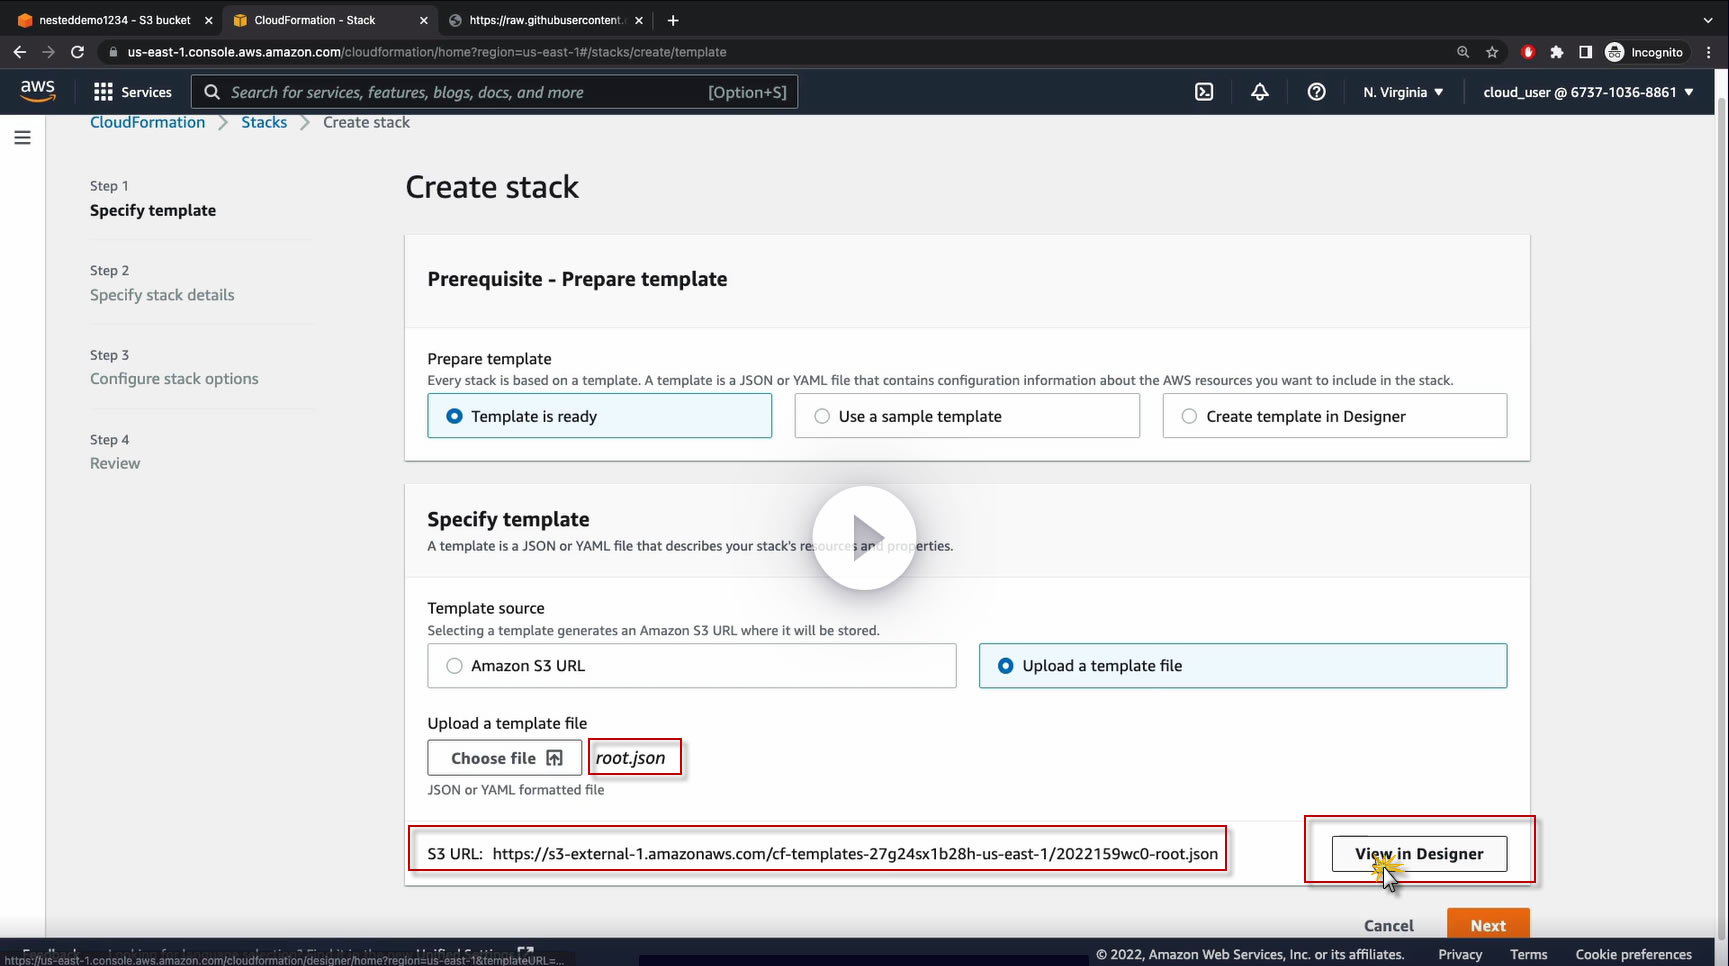 nesteddemo1234 - S3 bucket
CloudFormation - Stack
https://raw.githubusercontent.
us-east-1.console.aws.amazon.com/cloudformation/home?region=us-east-1#/stacks/create/template
Incognito
aws
Services
Search for services, features, blogs, docs, and more
[Option+S]
N. Virginia
cloud_user @ 6737-1036-8861
CloudFormation
Stacks
Create stack
Step 1
Specify template
Step 2
Specify stack details
Step 3
Configure stack options
Step 4
Review
Create stack
Prerequisite - Prepare template
Prepare template
Every stack is based on a template. A template is a JSON or YAML file that contains configuration information about the AWS resources you want to include in the stack.
Template is ready
Use a sample template
Create template in Designer
Specify template
A template is a JSON or YAML file that describes your stack's resources and properties.
Template source
Selecting a template generates an Amazon S3 URL where it will be stored.
Amazon S3 URL
Upload a template file
Upload a template file
Choose file
root.json
JSON or YAML formatted file
S3 URL: https://s3-external-1.amazonaws.com/cf-templates-27g24sx1b28h-us-east-1/2022159wc0-root.json
View in Designer
Cancel
Next
© 2022, Amazon Web Services, Inc. or its affiliates.
Privacy
Terms
Cookie preferences
https://us-east-1.console.aws.amazon.com/cloudformation/designer/home?region=us-east-1&templateURL=...